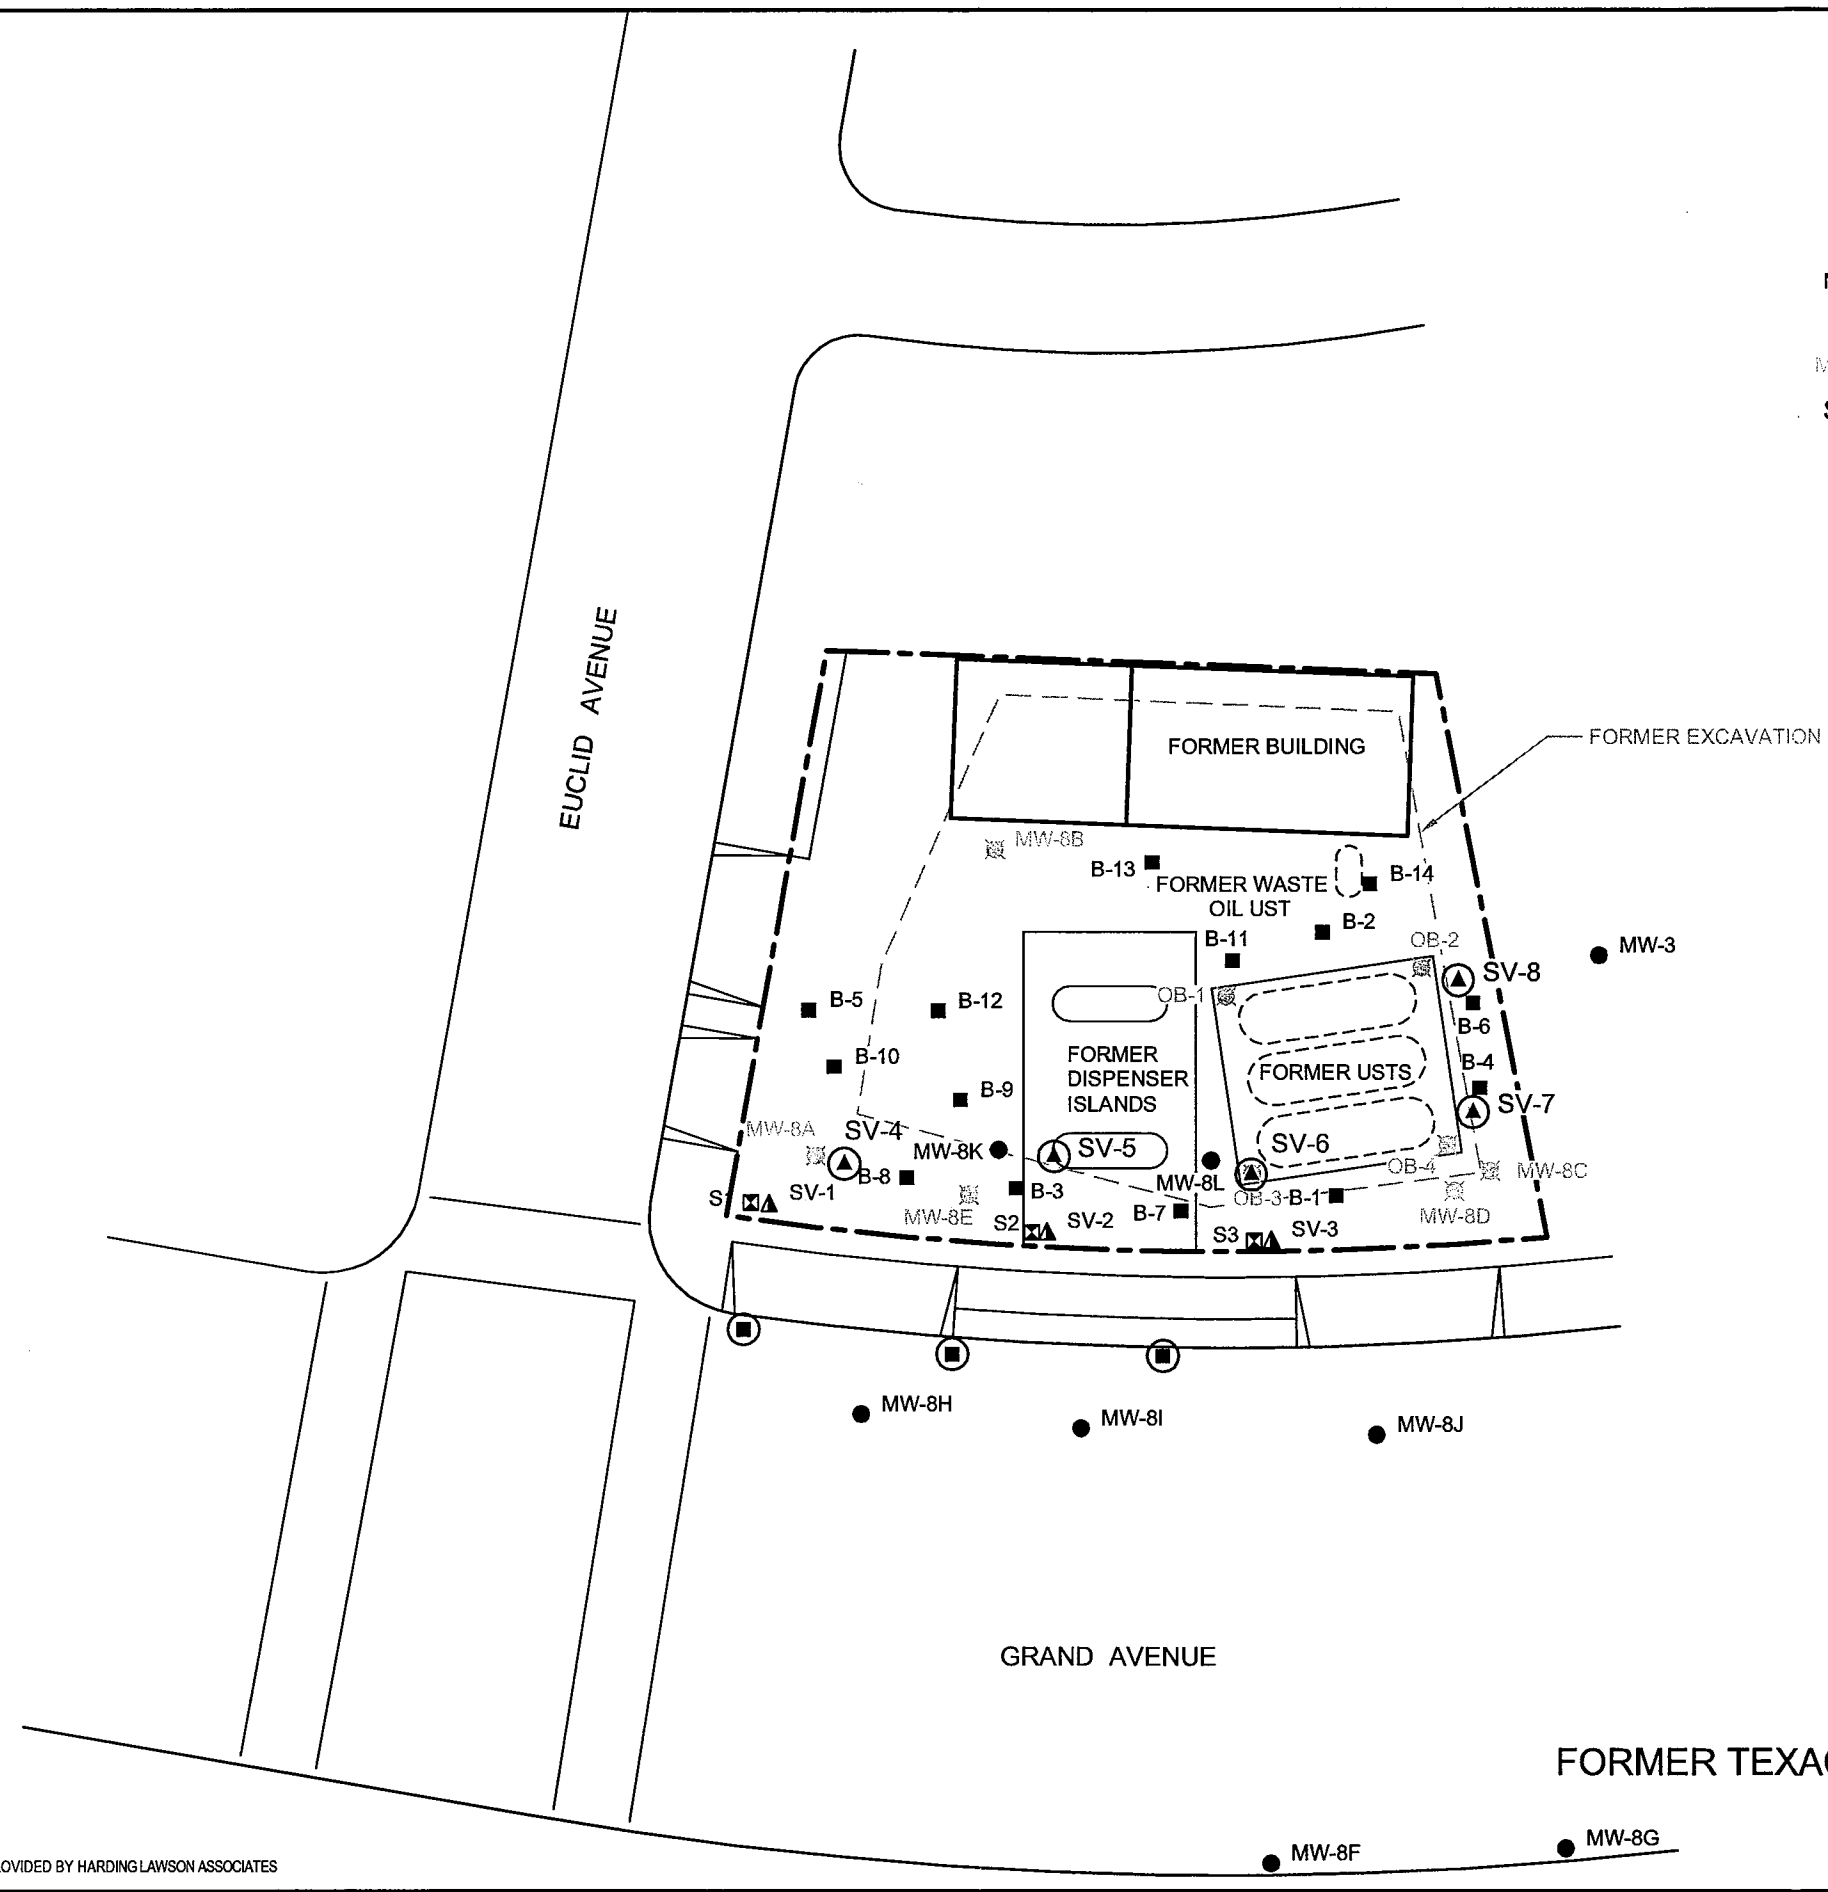 EUCLID AVENUE
FORMER BUILDING
FORMER EXCAVATION
MW-8B
B-13
FORMER WASTE
OIL UST
B-14
B-2
B-11
OB-2
MW-3
SV-8
OB-1
B-5
B-12
B-6
B-10
FORMER
DISPENSER
ISLANDS
FORMER USTS
B-4
B-9
SV-7
MW-8A
SV-4
MW-8K
SV-5
SV-6
B-8
MW-8L
OB-4
MW-8C
S1
SV-1
B-3
OB-3
B-1
MW-8E
S2
SV-2
B-7
MW-8D
S3
SV-3
MW-8H
MW-8I
MW-8J
GRAND AVENUE
FORMER TEXA
MW-8F
MW-8G
OVIDED BY HARDING LAWSON ASSOCIATES